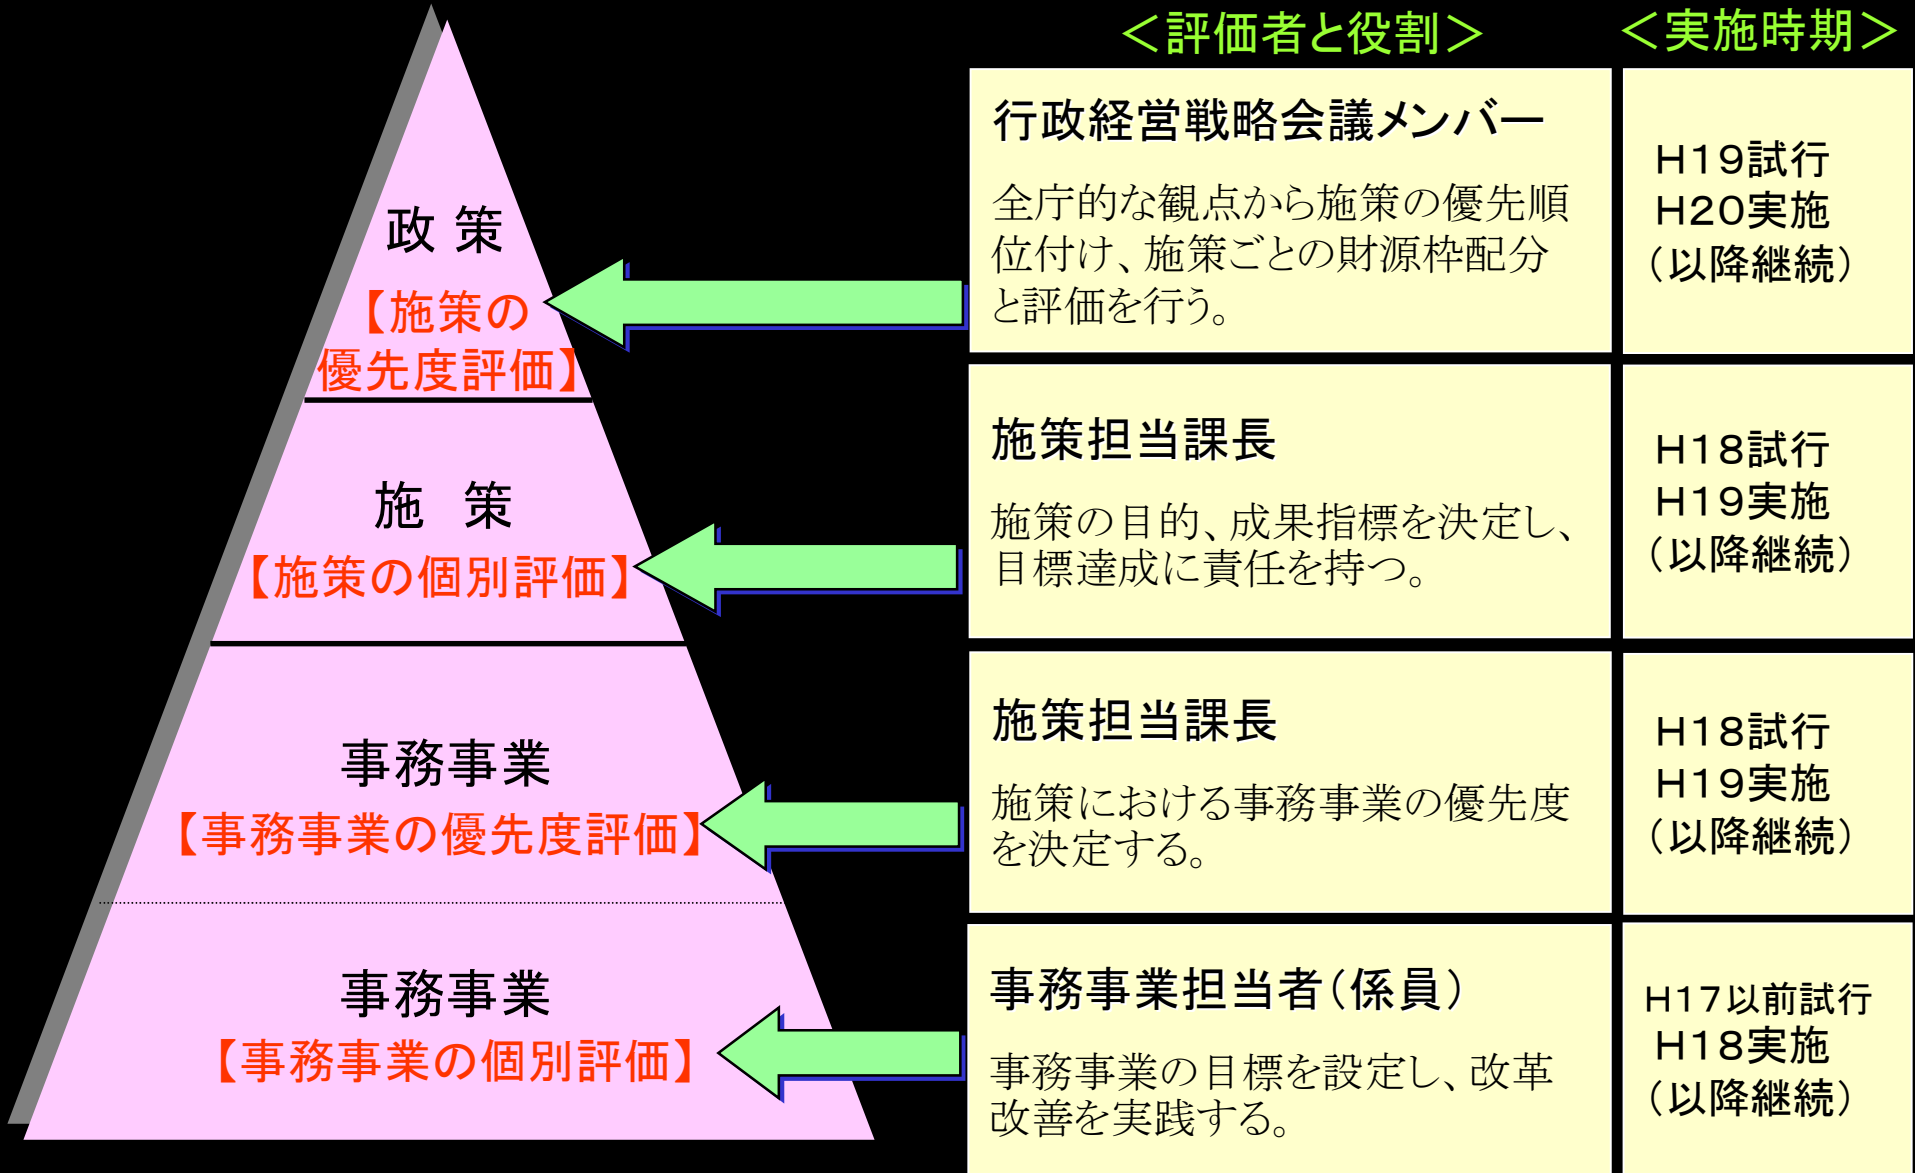 ＜評価者と役割＞
＜実施時期＞
政 策
【施策の
優先度評価】
行政経営戦略会議メンバー
全庁的な観点から施策の優先順
位付け、施策ごとの財源枠配分
と評価を行う。
H19試行
H20実施
（以降継続）
施　策
【施策の個別評価】
施策担当課長
施策の目的、成果指標を決定し、
目標達成に責任を持つ。
H18試行
H19実施
（以降継続）
事務事業
【事務事業の優先度評価】
施策担当課長
施策における事務事業の優先度
を決定する。
H18試行
H19実施
（以降継続）
事務事業
【事務事業の個別評価】
事務事業担当者（係員）
事務事業の目標を設定し、改革
改善を実践する。
H17以前試行
H18実施
（以降継続）